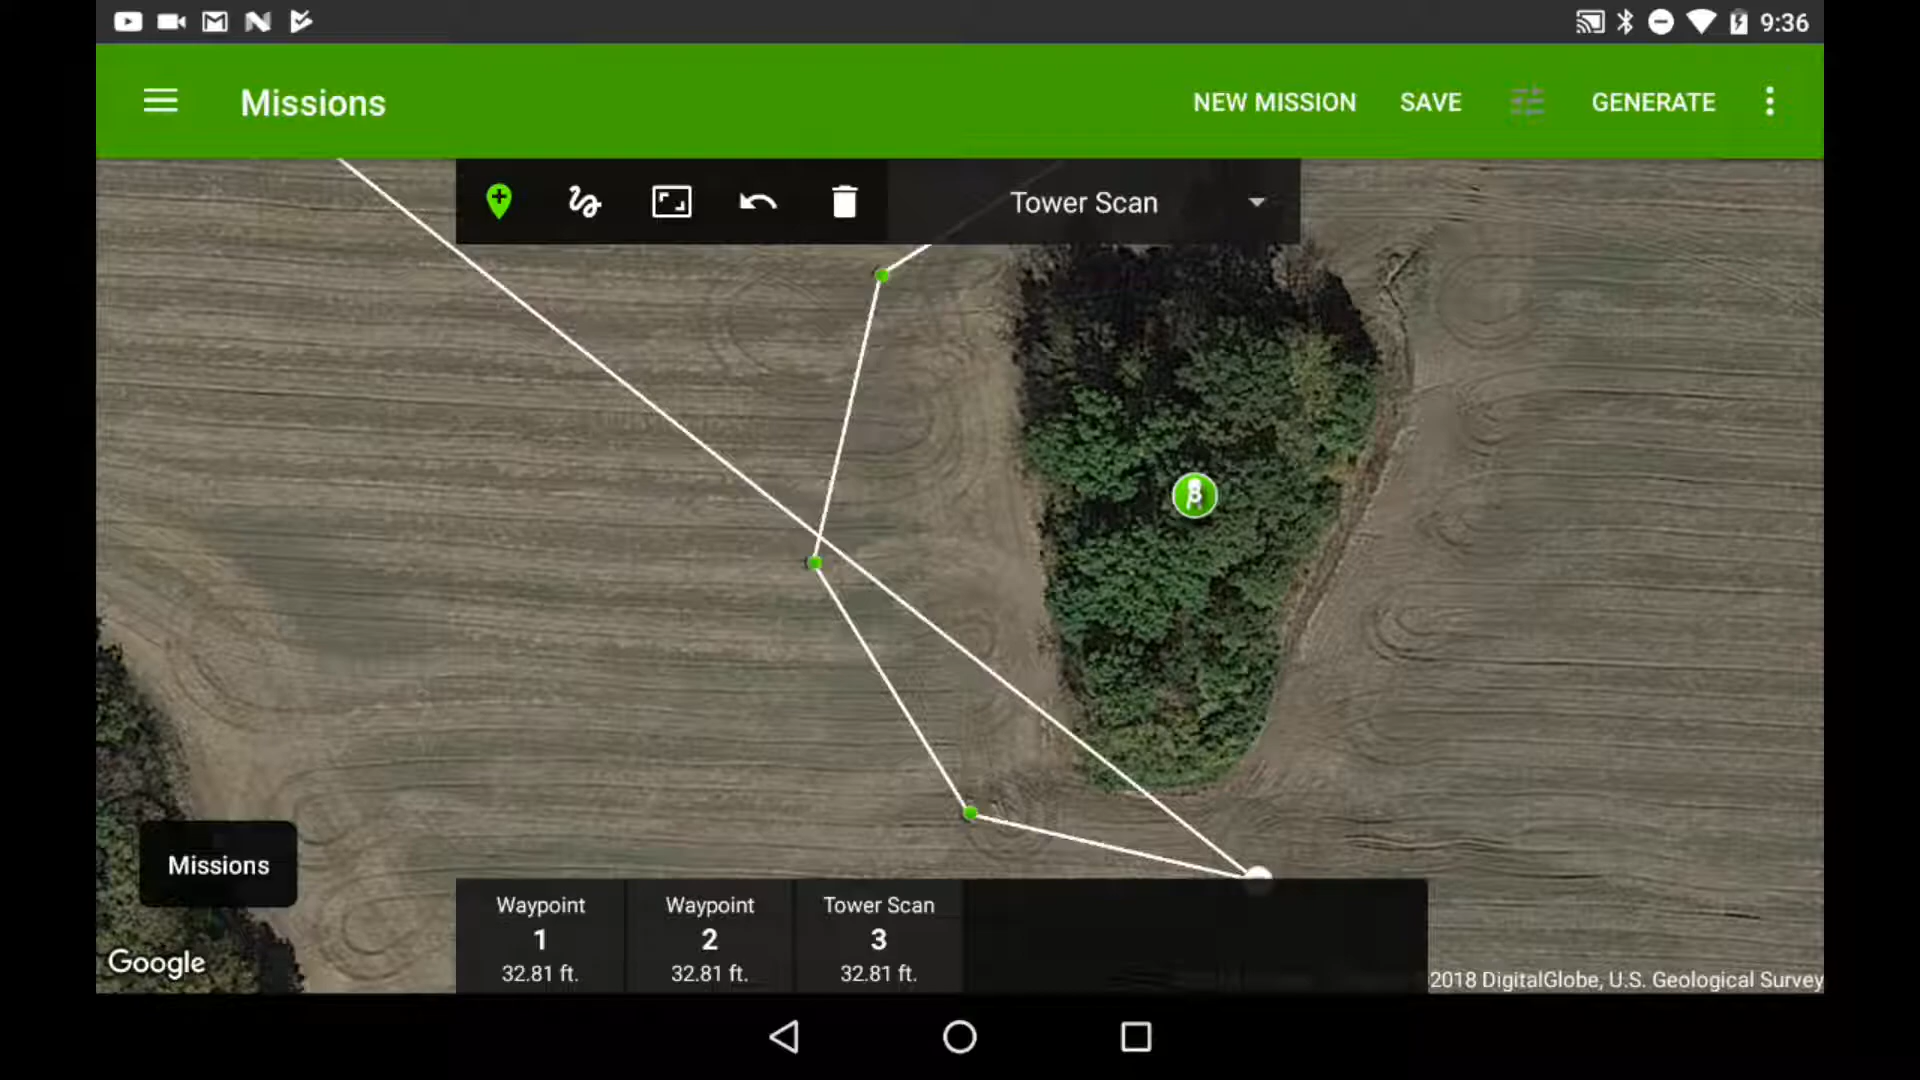 9:36
Missions
NEW MISSION
SAVE
GENERATE
Tower Scan
Missions
Waypoint
1
32.81 ft.
Waypoint
2
32.81 ft.
Tower Scan
3
32.81 ft.
Google
2018 DigitalGlobe, U.S. Geological Survey